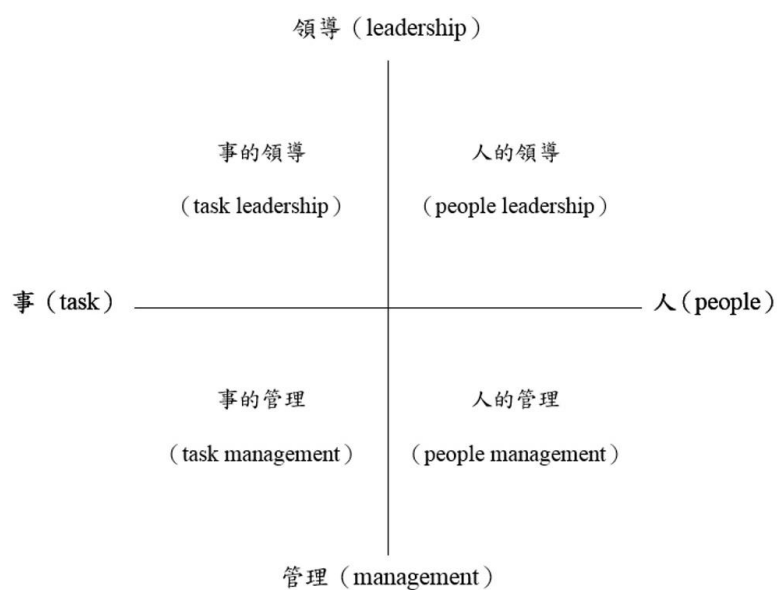 領導（leadership）
事的領導
（task leadership）
人的領導
（people leadership）
事（task）
人（people）
事的管理
（task management）
人的管理
（people management）
管理（management）